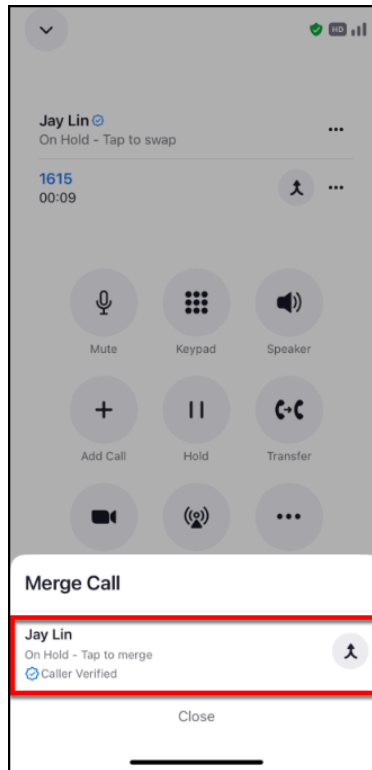 HD
Jay Lin
On Hold - Tap to swap
1615
00:09
Mute Keypad Speaker
Add Call Hold Transfer
Merge Call
Jay Lin
On Hold - Tap to merge
Caller Verified
Close